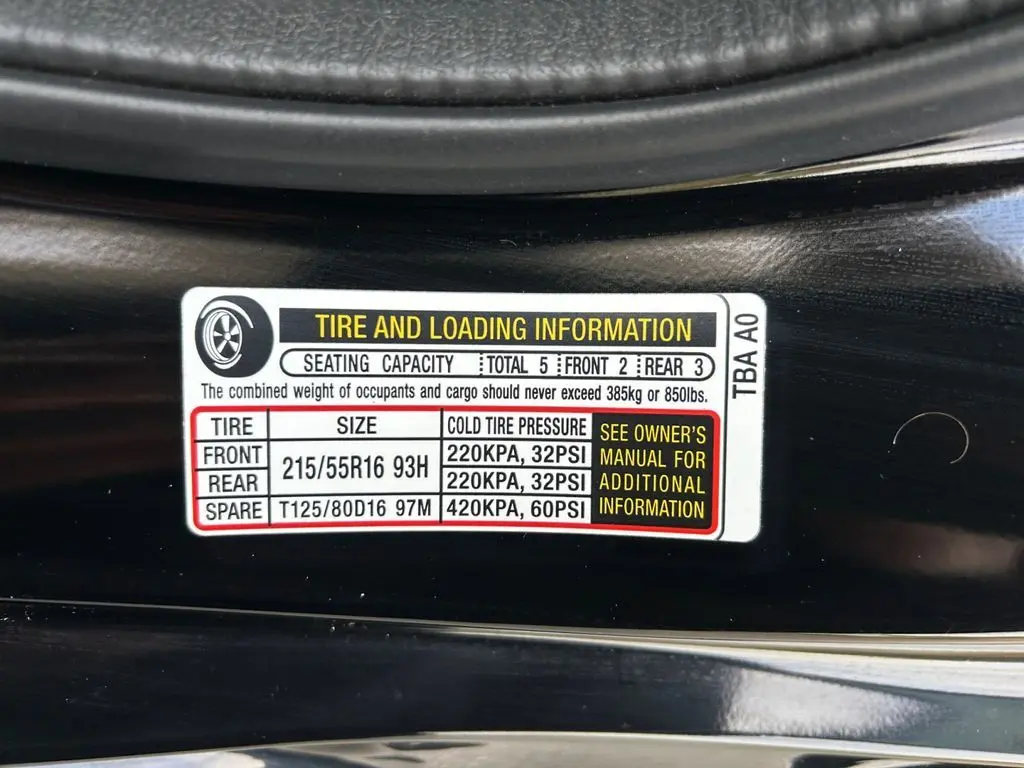 TIRE AND LOADING INFORMATION
SEATING CAPACITY TOTAL 5 FRONT 2 REAR 3
The combined weight of occupants and cargo should never exceed 385kg or 850lbs.
TIRE SIZE COLD TIRE PRESSURE
FRONT 215/55R16 93H 220KPA, 32PSI
REAR 220KPA, 32PSI
SPARE T125/80D16 97M 420KPA, 60PSI
SEE OWNER'S
MANUAL FOR
ADDITIONAL
INFORMATION
TBA A0